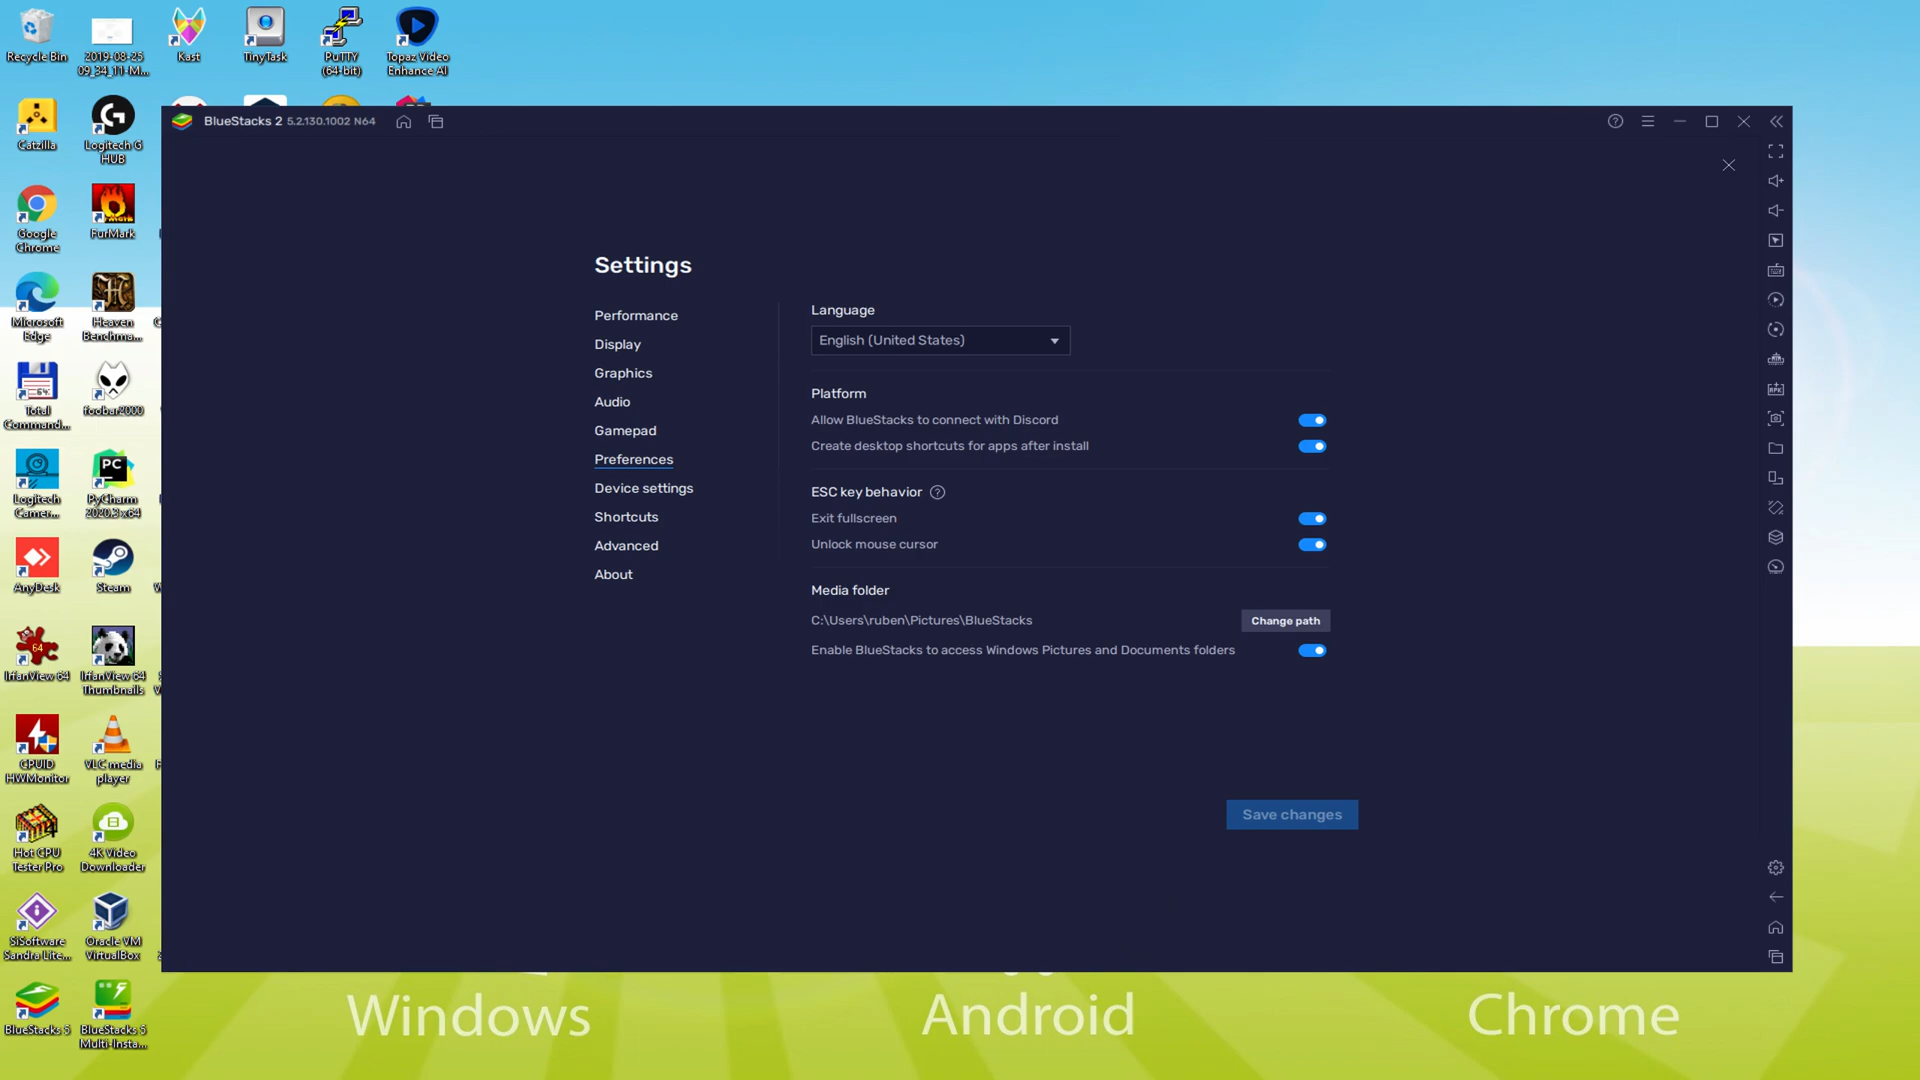 Recycle Bin
2019-08-25
09_34_11-M...
Kast
TinyTask
PuTTY
(64-bit)
Topaz Video
Enhance AI
Catzilla
Logitech G
HUB
Google
Chrome
FurMark
Microsoft
Edge
Heaven
Benchma...
Total
Command...
foobar2000
Logitech
Camer...
PyCharm
2020.3 x64
AnyDesk
Steam
IrfanView 64
IrfanView 64
Thumbnails
CPUID
HWMonitor
VLC media
player
Hot CPU
Tester Pro
4K Video
Downloader
SiSoftware
Sandra Lite...
Oracle VM
VirtualBox
BlueStacks 5
BlueStacks 5
Multi-Insta...
BlueStacks 2 5.2.130.1002 N64
Settings
Performance
Display
Graphics
Audio
Gamepad
Preferences
Device settings
Shortcuts
Advanced
About
Language
English (United States)
Platform
Allow BlueStacks to connect with Discord
Create desktop shortcuts for apps after install
ESC key behavior
Exit fullscreen
Unlock mouse cursor
Media folder
C:\Users\ruben\Pictures\BlueStacks
Change path
Enable BlueStacks to access Windows Pictures and Documents folders
Save changes
Windows
Android
Chrome